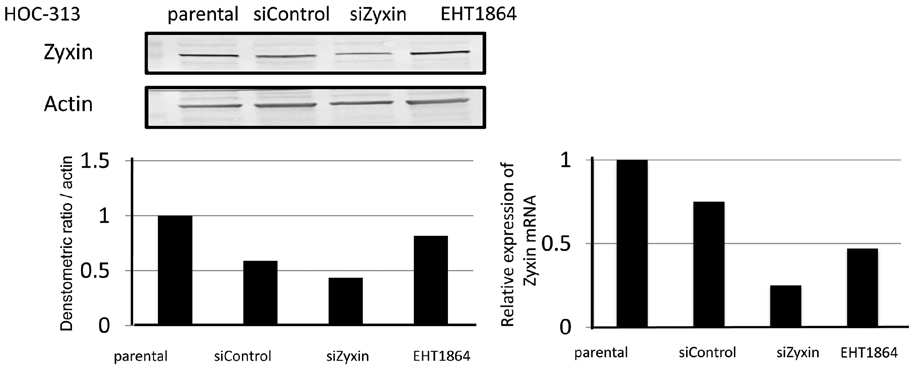 HOC-313 parental siControl siZyxin EHT1864
Zyxin
Actin
Denstometric ratio / actin
1.5
1
0.5
0
parental siControl siZyxin EHT1864
Relative expression of
Zyxin mRNA
1
0.5
0
parental siControl siZyxin EHT1864